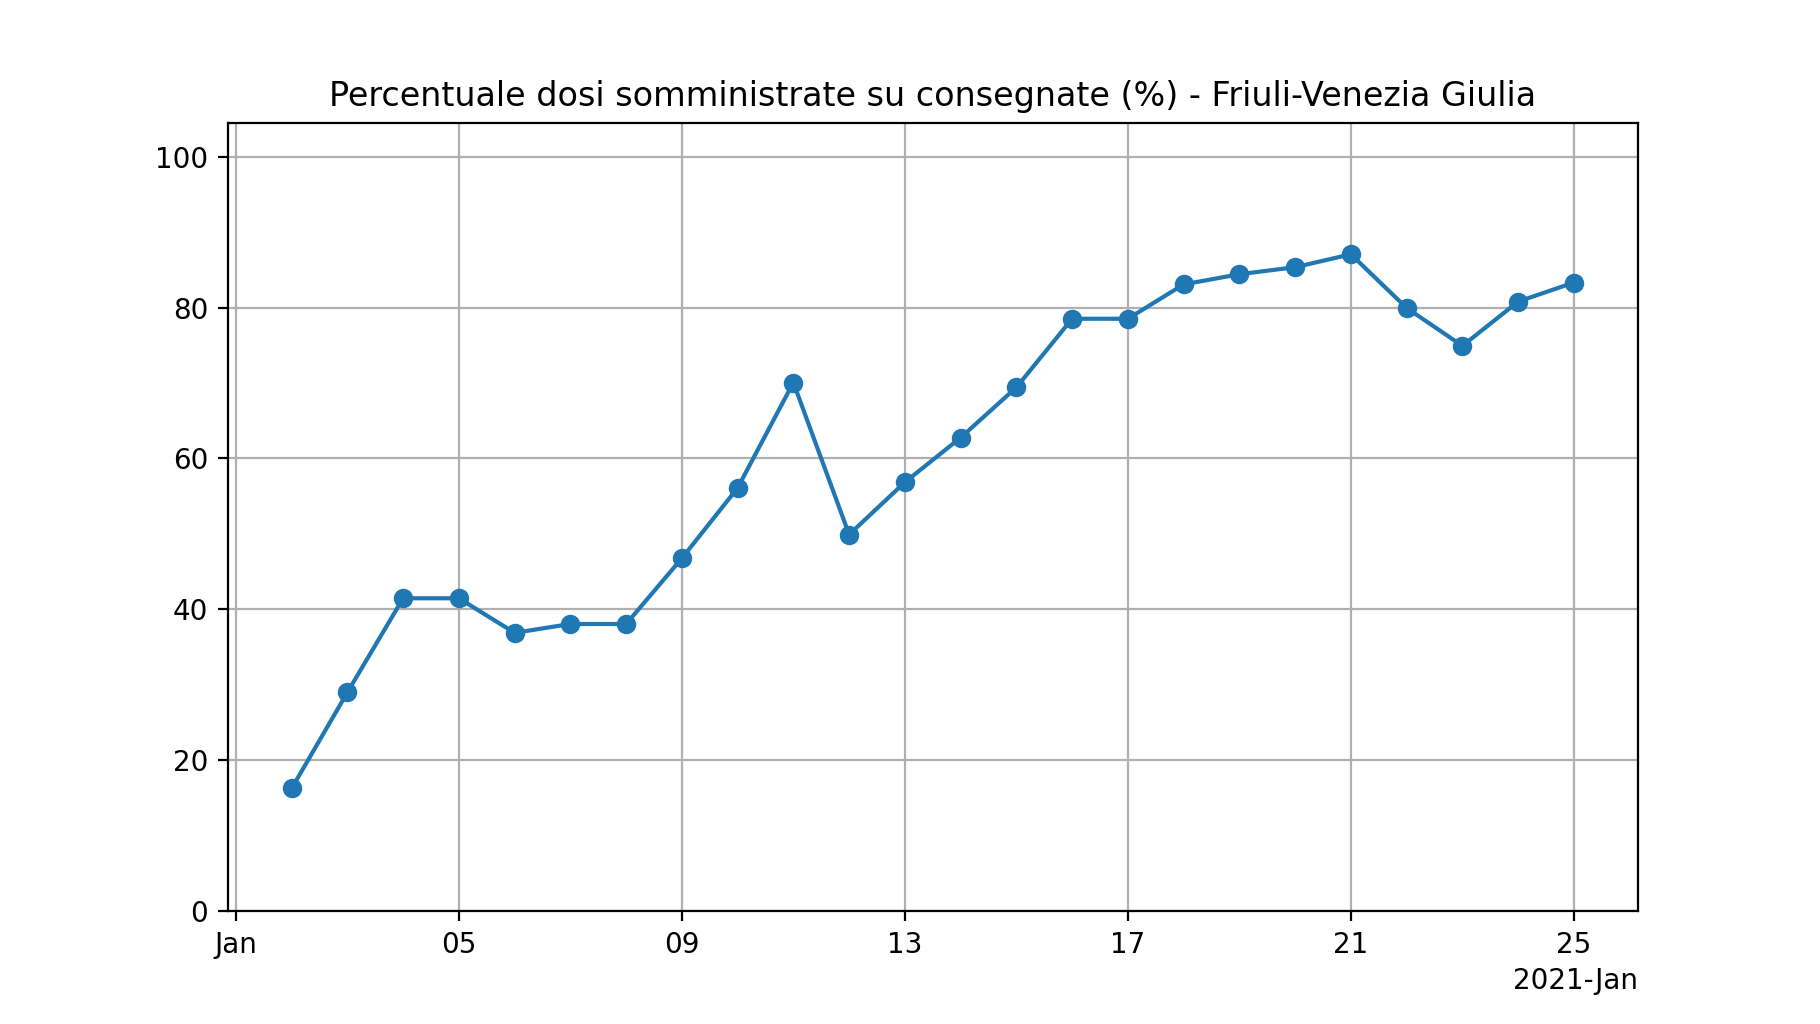 Percentuale dosi somministrate su consegnate (%) - Friuli-Venezia Giulia
100
80
60
40
20
0
Jan 05 09 13 17 21 25
2021-Jan